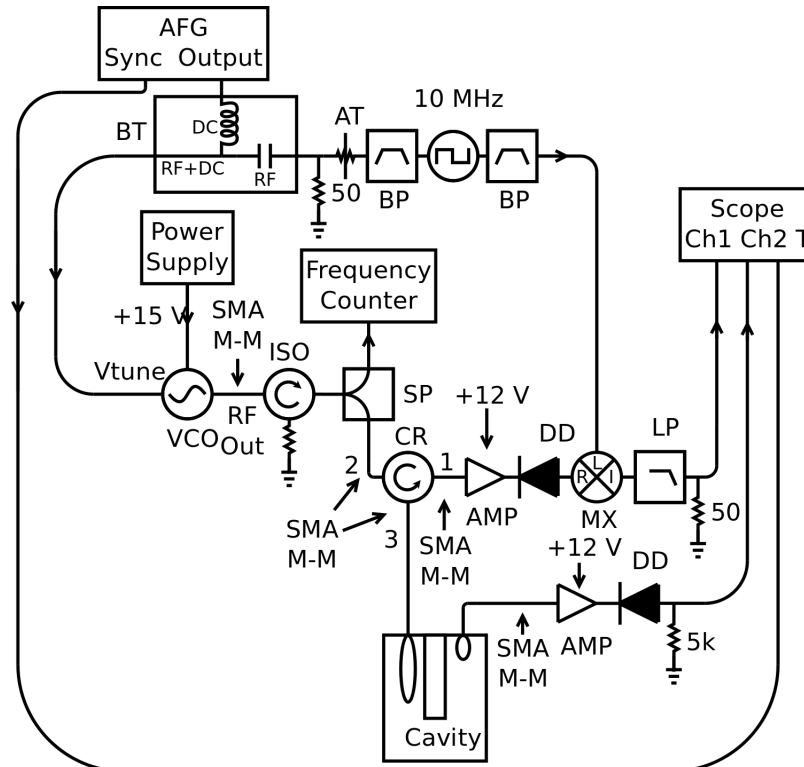 AFG
Sync Output
10 MHz
AT
BT
DC
RF+DC
RF
50
BP
BP
Power
Supply
Scope
Ch1 Ch2 T
Frequency
Counter
+15 V
SMA
M-M
ISO
Vtune
SP
+12 V
RF
Out
VCO
CR
DD
LP
2
1
L
R
I
AMP
MX
50
SMA
M-M
3
SMA
M-M
+12 V
DD
SMA
M-M
AMP
5k
Cavity